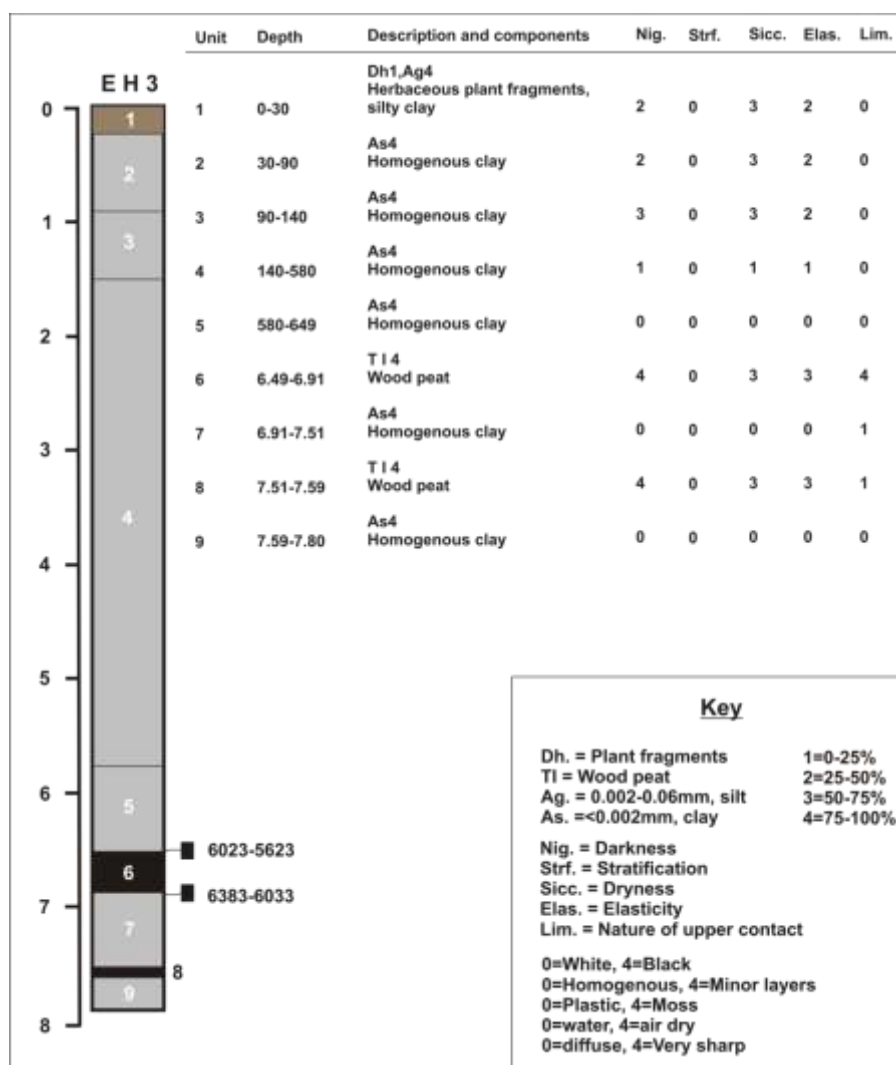 Unit Depth Description and components Nig. Strf. Sicc. Elas. Lim.
E H 3
Dh1,Ag4
Herbaceous plant fragments,
1 0-30 silty clay 2 0 3 2 0
As4
2 30-90 Homogenous clay 2 0 3 2 0
As4
3 90-140 Homogenous clay 3 0 3 2 0
As4
4 140-580 Homogenous clay 1 0 1 1 0
As4
5 580-649 Homogenous clay 0 0 0 0 0
T l 4
6 6.49-6.91 Wood peat 4 0 3 3 4
As4
7 6.91-7.51 Homogenous clay 0 0 0 0 1
T l 4
8 7.51-7.59 Wood peat 4 0 3 3 1
As4
9 7.59-7.80 Homogenous clay 0 0 0 0 0
0
1
2
3
4
5
6
7
8
1
2
3
4
5
6
7
8
9
6023-5623
6383-6033
Key
Dh. = Plant fragments 1=0-25%
Tl = Wood peat 2=25-50%
Ag. = 0.002-0.06mm, silt 3=50-75%
As. =<0.002mm, clay 4=75-100%
Nig. = Darkness
Strf. = Stratification
Sicc. = Dryness
Elas. = Elasticity
Lim. = Nature of upper contact
0=White, 4=Black
0=Homogenous, 4=Minor layers
0=Plastic, 4=Moss
0=water, 4=air dry
0=diffuse, 4=Very sharp